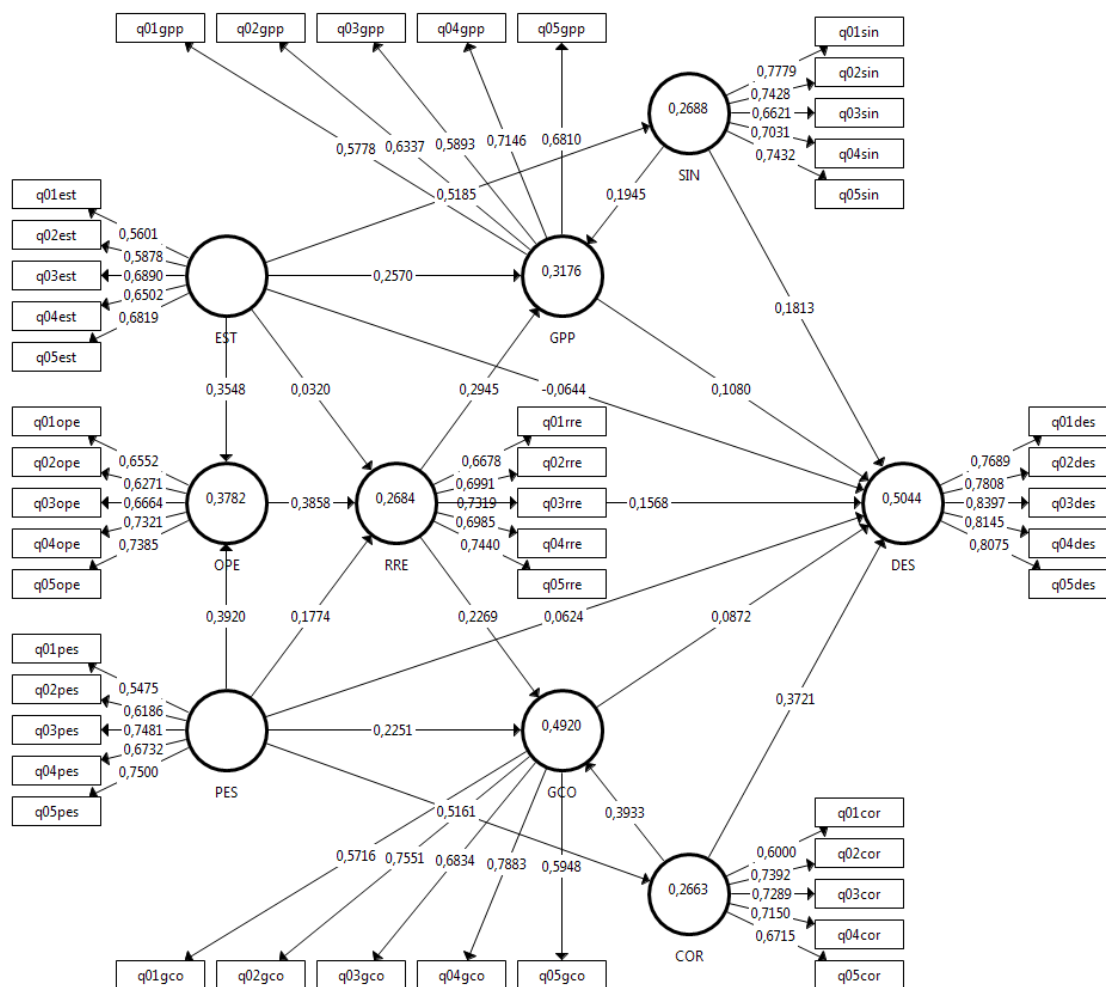 q01gpp q02gpp q03gpp q04gpp q05gpp
q01sin
q02sin
q03sin
q04sin
q05sin
0,7779
0,7428
0,6621
0,7031
0,7432
0,2688
SIN
0,5778 0,6337 0,5893 0,7146 0,6810
0,5185
0,1945
q01est
q02est
q03est
q04est
q05est
0,5601
0,5878
0,6890
0,6502
0,6819
EST
0,2570
0,3176
GPP
0,1813
0,3548
0,0320
0,2945
-0,0644
0,1080
q01ope
q02ope
q03ope
q04ope
q05ope
0,6552
0,6271
0,6664
0,7321
0,7385
0,3782
OPE
0,3858
0,2684
RRE
0,6678
0,6991
0,7319
0,6985
0,7440
q01rre
q02rre
q03rre
q04rre
q05rre
0,1568
0,5044
DES
0,7689
0,7808
0,8397
0,8145
0,8075
q01des
q02des
q03des
q04des
q05des
0,3920
0,1774
0,2269
0,0624
0,0872
q01pes
q02pes
q03pes
q04pes
q05pes
0,5475
0,6186
0,7481
0,6732
0,7500
PES
0,2251
0,4920
GCO
0,3721
0,5161
0,3933
0,5716 0,7551 0,6834 0,7883 0,5948
0,2663
COR
0,6000
0,7392
0,7289
0,7150
0,6715
q01cor
q02cor
q03cor
q04cor
q05cor
q01gco q02gco q03gco q04gco q05gco